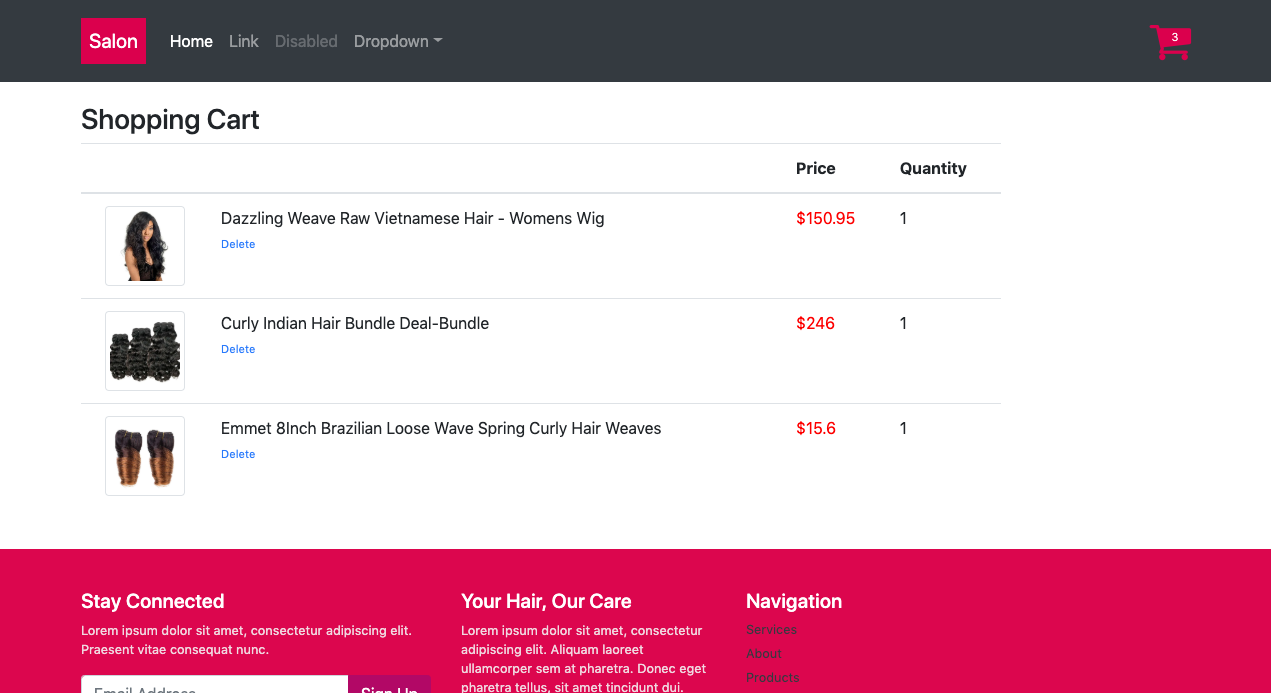 Salon
Home Link Disabled Dropdown
3
Shopping Cart
Price Quantity
Dazzling Weave Raw Vietnamese Hair - Womens Wig $150.95 1
Delete
Curly Indian Hair Bundle Deal-Bundle $246 1
Delete
Emmet 8Inch Brazilian Loose Wave Spring Curly Hair Weaves $15.6 1
Delete
Stay Connected
Lorem ipsum dolor sit amet, consectetur adipiscing elit.
Praesent vitae consequat nunc.
Email Address Sign Up
Your Hair, Our Care
Lorem ipsum dolor sit amet, consectetur
adipiscing elit. Aliquam laoreet
ullamcorper sem at pharetra. Donec eget
pharetra tellus, sit amet tincidunt dui.
Navigation
Services
About
Products